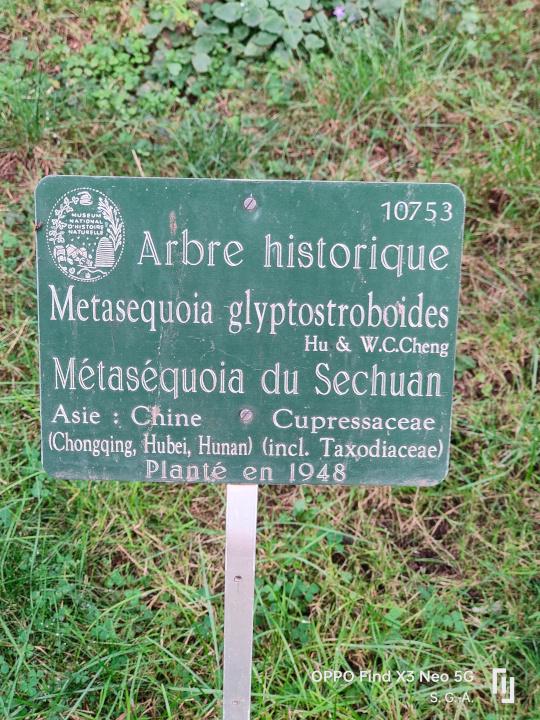 10753
MUSEUM
NATIONAL
D'HISTOIRE
NATURELLE
Arbre historique
Metasequoia glyptostroboides
Hu & W.C.Cheng
Métaséquoia du Sechuan
Asie : Chine Cupressaceae
(Chongqing, Hubei, Hunan) (incl. Taxodiaceae)
Planté en 1948
OPPO Find X3 Neo 5G
S.G.A.